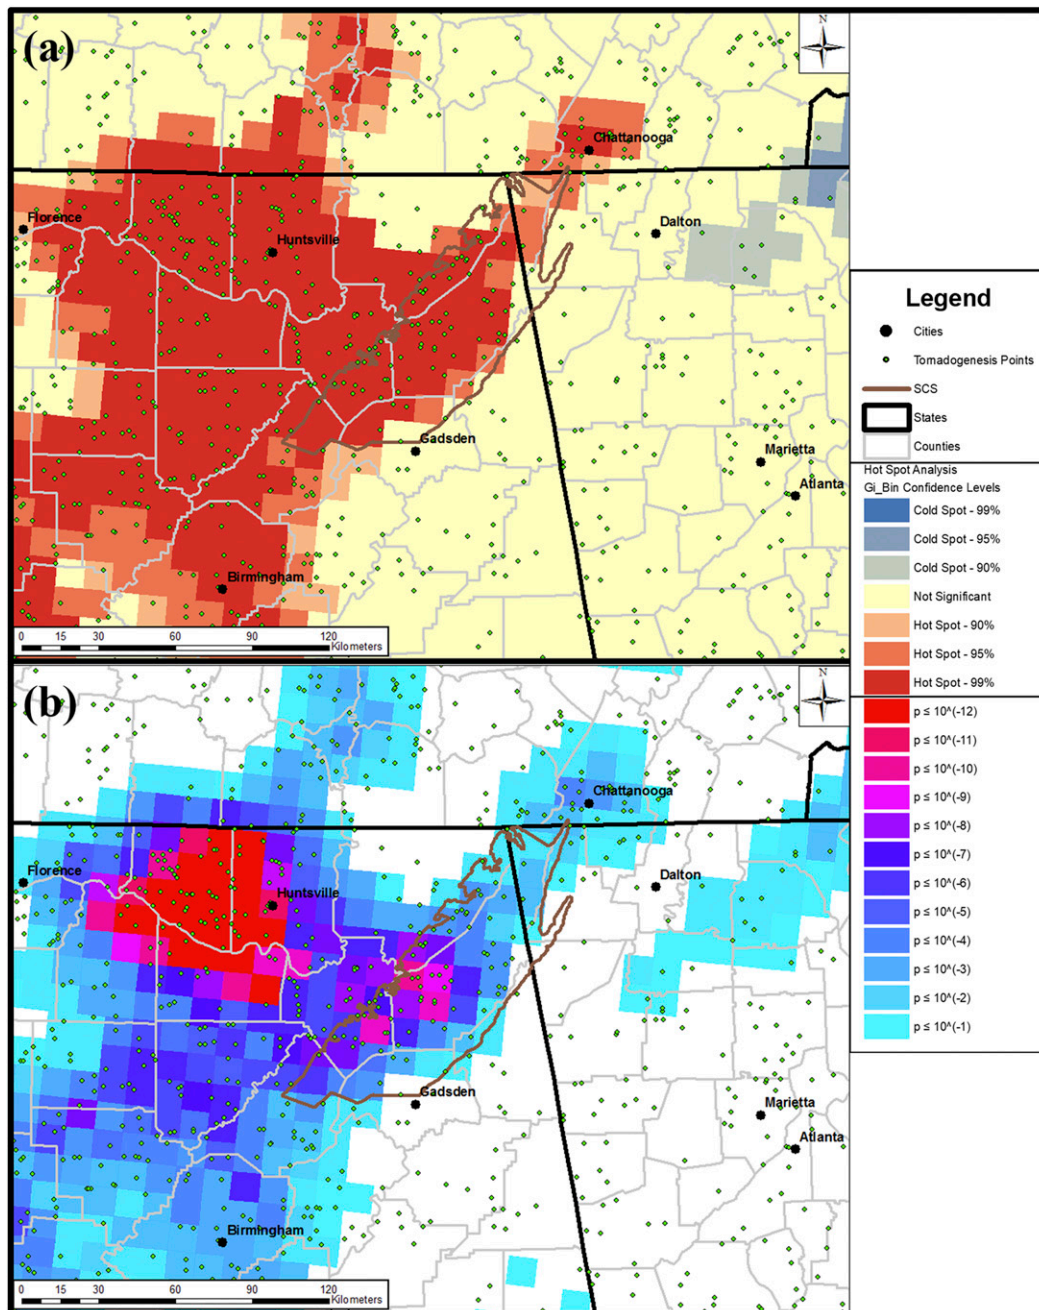 (a)
N
Chattanooga
Florence
Dalton
Huntsville
Gadsden
Marietta
Atlanta
Birmingham
0 15 30 60 90 120
Kilometers
Legend
Cities
Tornadogenesis Points
SCS
States
Counties
Hot Spot Analysis
Gi_Bin Confidence Levels
Cold Spot - 99%
Cold Spot - 95%
Cold Spot - 90%
Not Significant
Hot Spot - 90%
Hot Spot - 95%
Hot Spot - 99%
p ≤ 10^(-12)
p ≤ 10^(-11)
p ≤ 10^(-10)
p ≤ 10^(-9)
p ≤ 10^(-8)
p ≤ 10^(-7)
p ≤ 10^(-6)
p ≤ 10^(-5)
p ≤ 10^(-4)
p ≤ 10^(-3)
p ≤ 10^(-2)
p ≤ 10^(-1)
(b)
N
Chattanooga
Florence
Dalton
Huntsville
Gadsden
Marietta
Atlanta
Birmingham
0 15 30 60 90 120
Kilometers